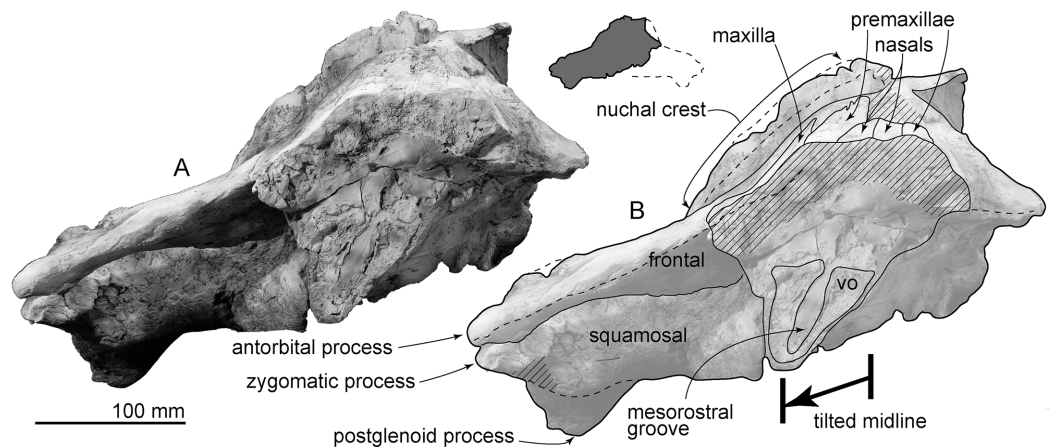 A
100 mm
nuchal crest
maxilla
premaxillae
nasals
B
frontal
squamosal
vo
antorbital process
zygomatic process
postglenoid process
mesorostral
groove
tilted midline